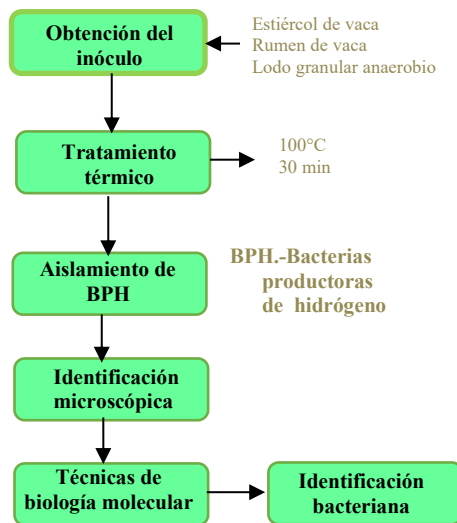 Obtención del
inóculo
Estiércol de vaca
Rumen de vaca
Lodo granular anaerobio
Tratamiento
térmico
100°C
30 min
Aislamiento de
BPH
BPH.-Bacterias
productoras
de hidrógeno
Identificación
microscópica
Técnicas de
biología molecular
Identificación
bacteriana